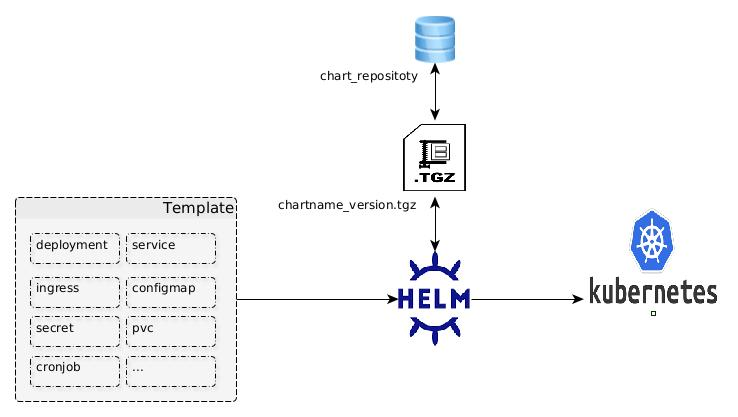 chart_repositoty
.TGZ
chartname_version.tgz
Template
deployment
service
ingress
configmap
secret
pvc
cronjob
...
HELM
kubernetes